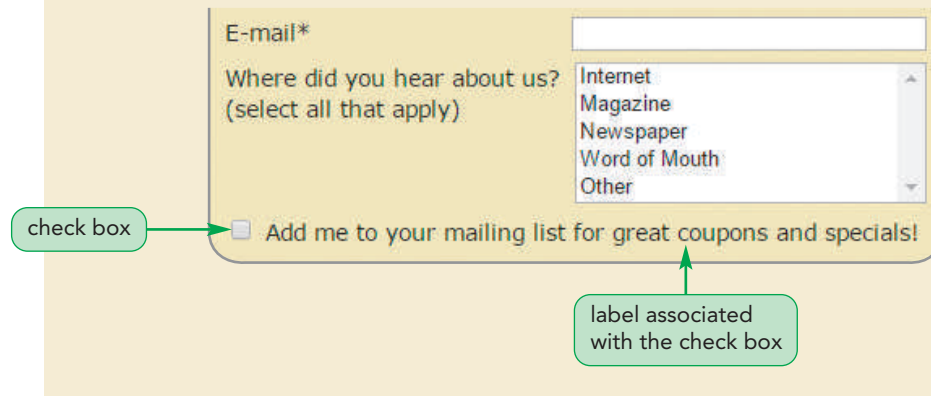 E-mail*
Where did you hear about us?
(select all that apply)
Internet
Magazine
Newspaper
Word of Mouth
Other
check box
Add me to your mailing list for great coupons and specials!
label associated
with the check box